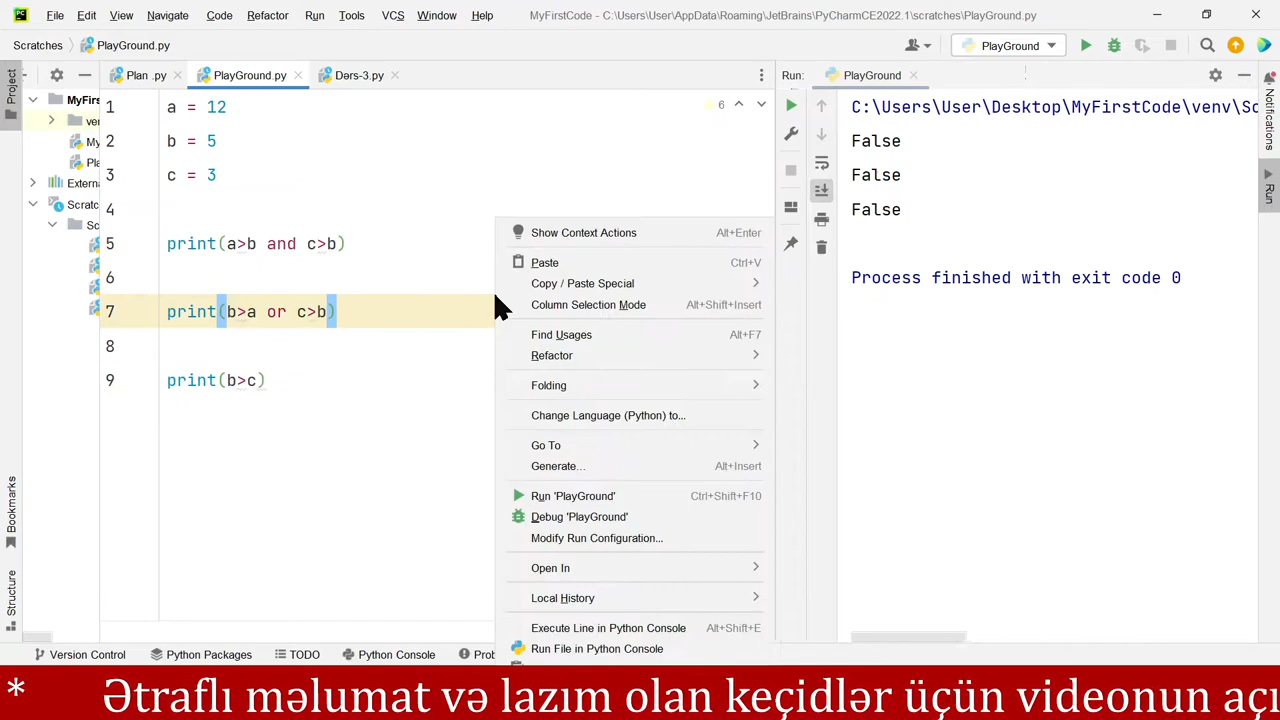 File Edit View Navigate Code Refactor Run Tools VCS Window Help MyFirstCode - C:\Users\User\AppData\Roaming\JetBrains\PyCharmCE2022.1\scratches\PlayGround.py
Scratches PlayGround.py PlayGround
Plan .py PlayGround.py Dərs-3.py Run: PlayGround
Project
MyFirs
External
Scratc
Bookmarks
Structure
1 a = 12
2 b = 5
3 c = 3
4
5 print(a>b and c>b)
6
7 print(b>a or c>b)
8
9 print(b>c)
6
Show Context Actions Alt+Enter
Paste Ctrl+V
Copy / Paste Special
Column Selection Mode Alt+Shift+Insert
Find Usages Alt+F7
Refactor
Folding
Change Language (Python) to...
Go To
Generate... Alt+Insert
Run 'PlayGround' Ctrl+Shift+F10
Debug 'PlayGround'
Modify Run Configuration...
Open In
Local History
Execute Line in Python Console Alt+Shift+E
Run File in Python Console
C:\Users\User\Desktop\MyFirstCode\venv\Sc
False
False
False
Process finished with exit code 0
Notifications
Run
Version Control Python Packages TODO Python Console Prob
* Ətraflı məlumat və lazım olan keçidlər üçün videonun açı